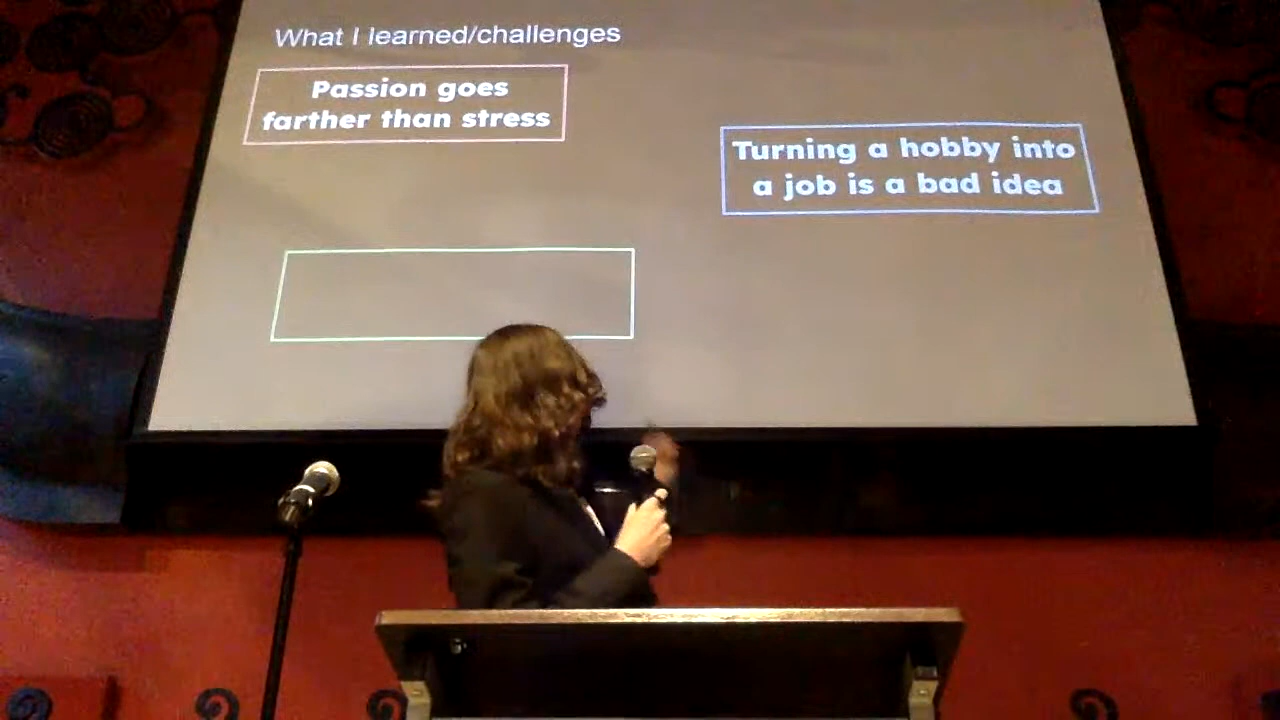 What I learned/challenges
Passion goes
farther than stress
Turning a hobby into
a job is a bad idea